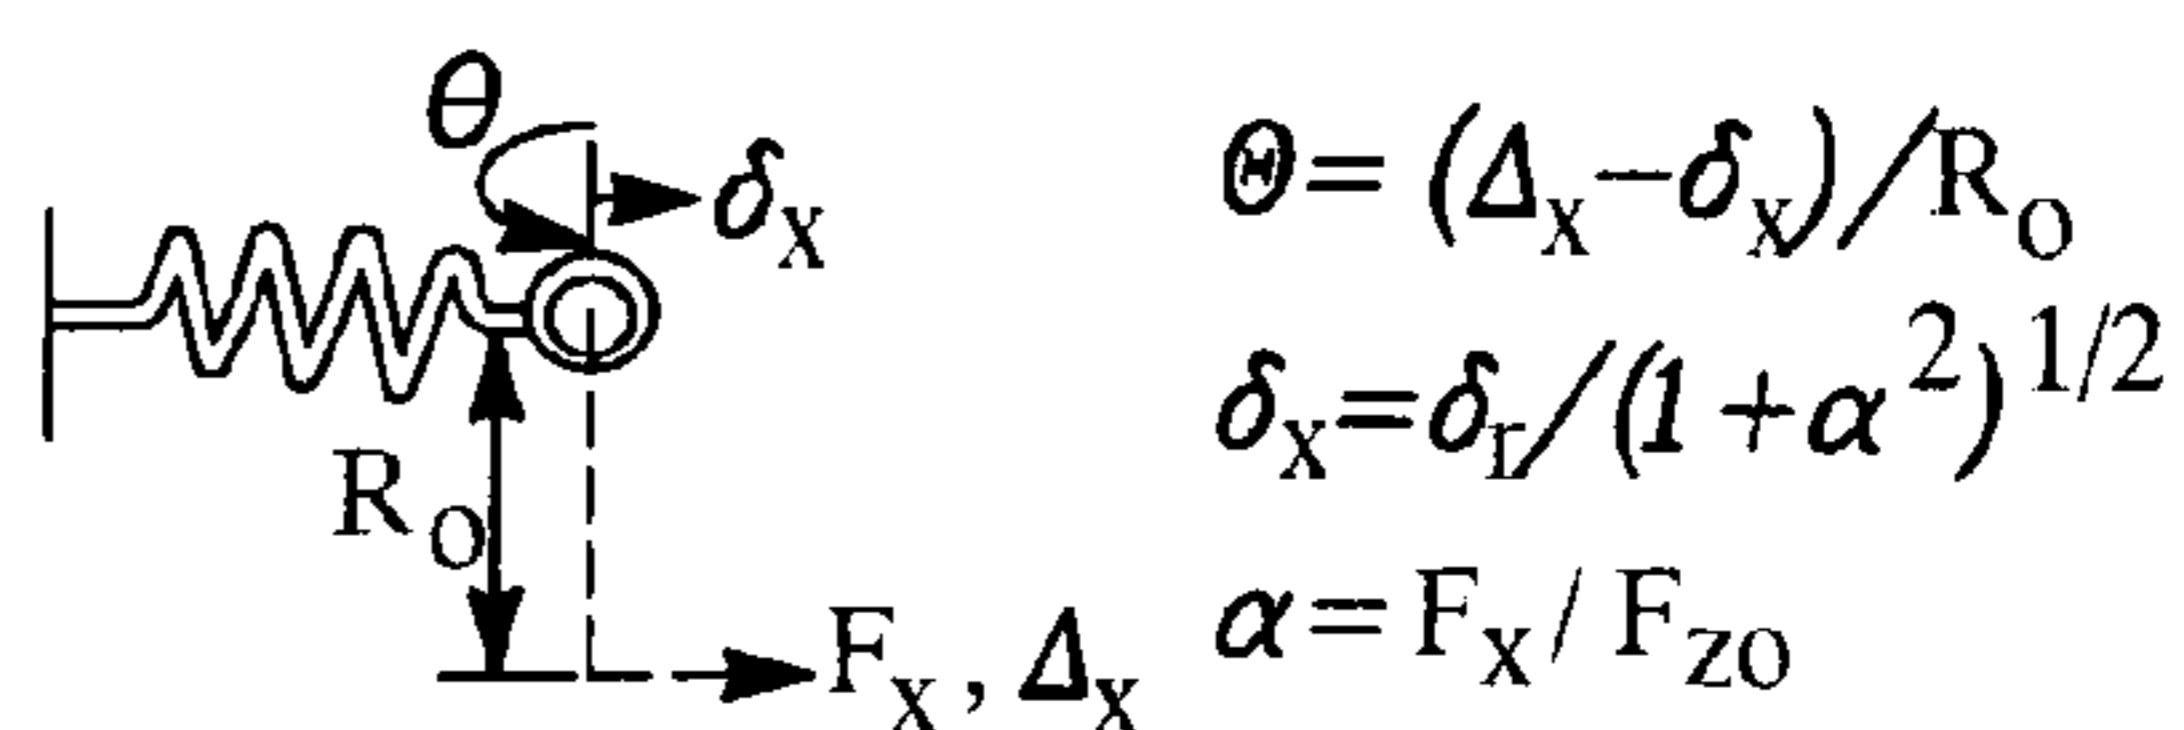 θ
δx
Θ=(Δx−δx)/Ro
δx=δr/(1+α²)1/2
Ro
α=Fx/Fzo
Fx,Δx